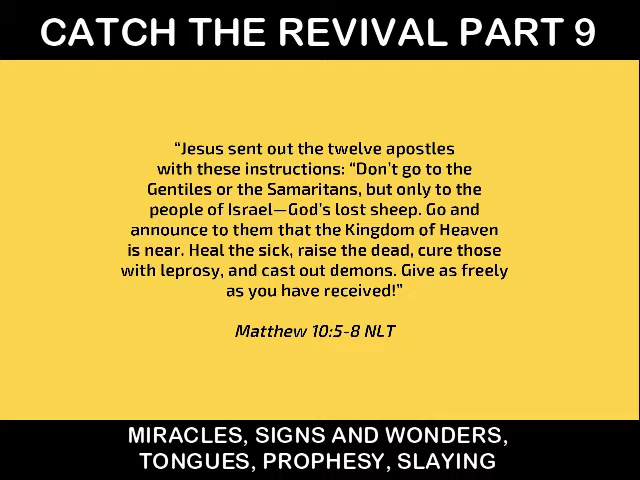 CATCH THE REVIVAL PART 9
“Jesus sent out the twelve apostles
with these instructions: “Don’t go to the
Gentiles or the Samaritans, but only to the
people of Israel—God’s lost sheep. Go and
announce to them that the Kingdom of Heaven
is near. Heal the sick, raise the dead, cure those
with leprosy, and cast out demons. Give as freely
as you have received!”
Matthew 10:5-8 NLT
MIRACLES, SIGNS AND WONDERS,
TONGUES, PROPHESY, SLAYING